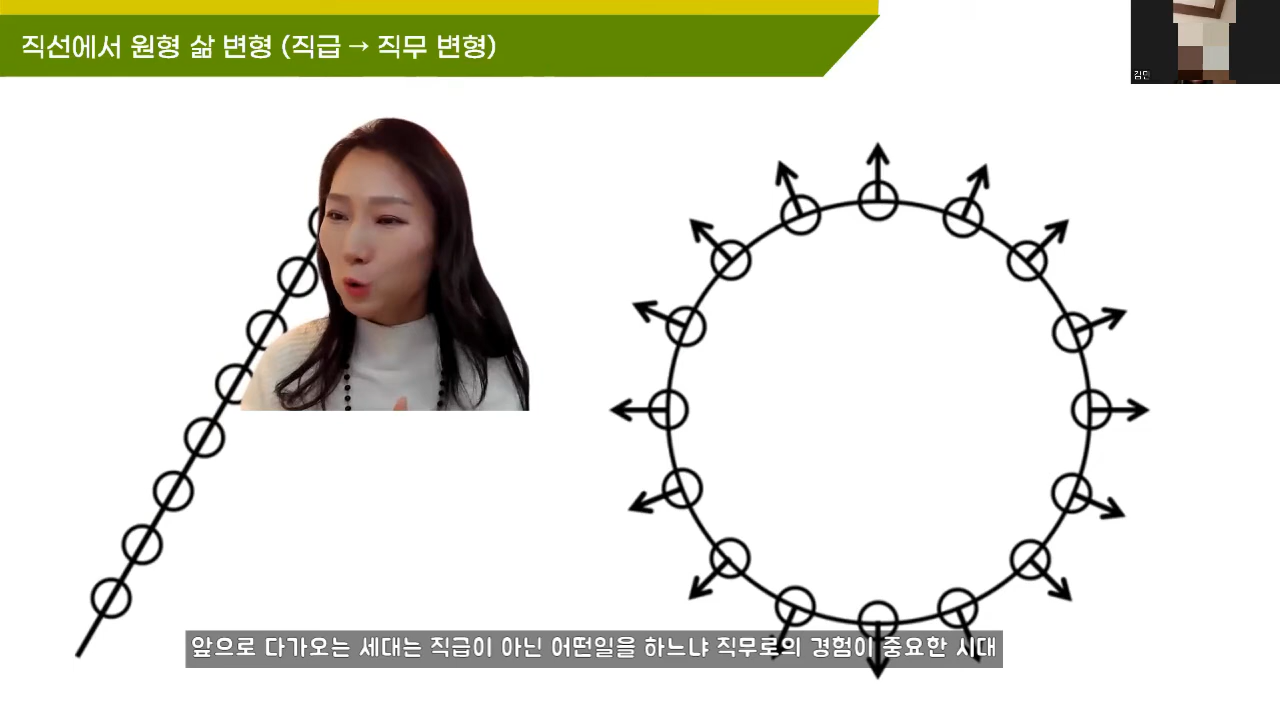 직선에서 원형 삶 변형 (직급 → 직무 변형)
앞으로 다가오는 세대는 직급이 아닌 어떤일을 하느냐 직무로의 경험이 중요한 시대